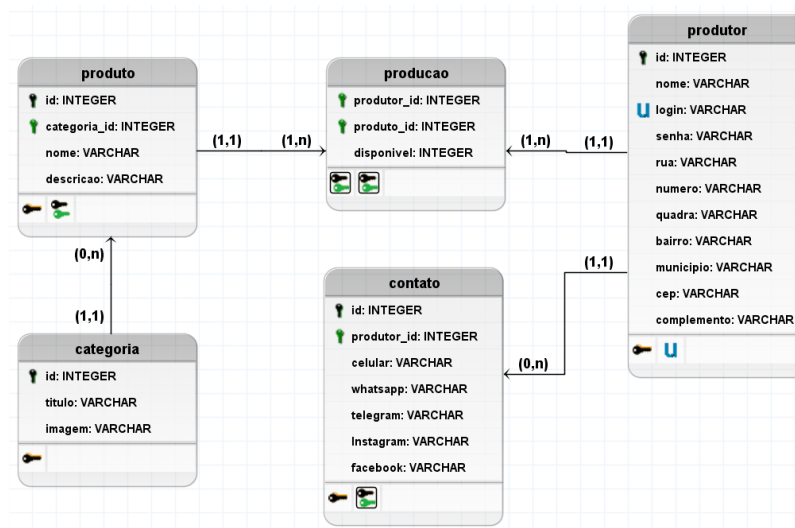 produto
id: INTEGER
categoria_id: INTEGER
nome: VARCHAR
descricao: VARCHAR
(1,1)
(1,n)
producao
produtor_id: INTEGER
produto_id: INTEGER
disponivel: INTEGER
(1,n)
(1,1)
produtor
id: INTEGER
nome: VARCHAR
U login: VARCHAR
senha: VARCHAR
rua: VARCHAR
numero: VARCHAR
quadra: VARCHAR
bairro: VARCHAR
municipio: VARCHAR
cep: VARCHAR
complemento: VARCHAR
U
(0,n)
(1,1)
categoria
id: INTEGER
titulo: VARCHAR
imagem: VARCHAR
contato
id: INTEGER
produtor_id: INTEGER
celular: VARCHAR
whatsapp: VARCHAR
telegram: VARCHAR
Instagram: VARCHAR
facebook: VARCHAR
(1,1)
(0,n)